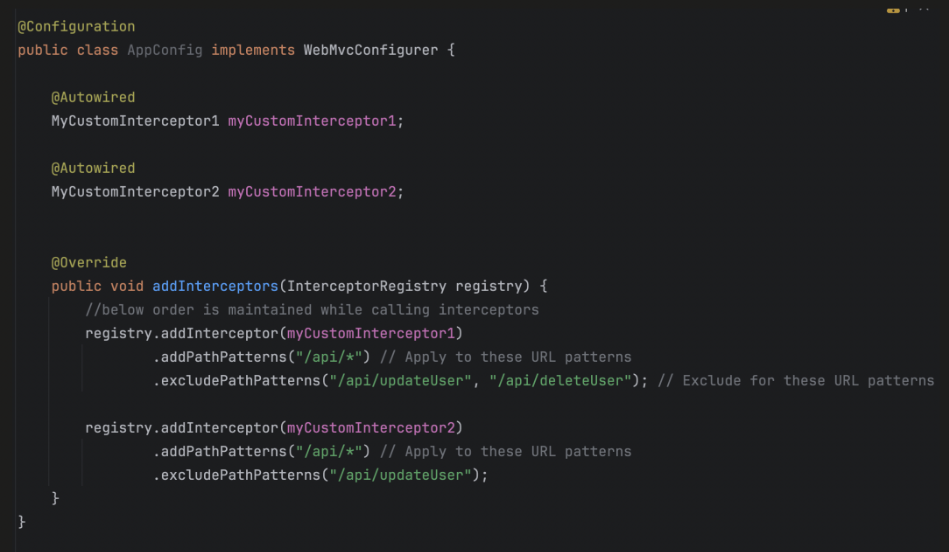 @Configuration
public class AppConfig implements WebMvcConfigurer {
@Autowired
MyCustomInterceptor1 myCustomInterceptor1;
@Autowired
MyCustomInterceptor2 myCustomInterceptor2;
@Override
public void addInterceptors(InterceptorRegistry registry) {
//below order is maintained while calling interceptors
registry.addInterceptor(myCustomInterceptor1)
.addPathPatterns("/api/*") // Apply to these URL patterns
.excludePathPatterns("/api/updateUser", "/api/deleteUser"); // Exclude for these URL patterns
registry.addInterceptor(myCustomInterceptor2)
.addPathPatterns("/api/*") // Apply to these URL patterns
.excludePathPatterns("/api/updateUser");
}
}